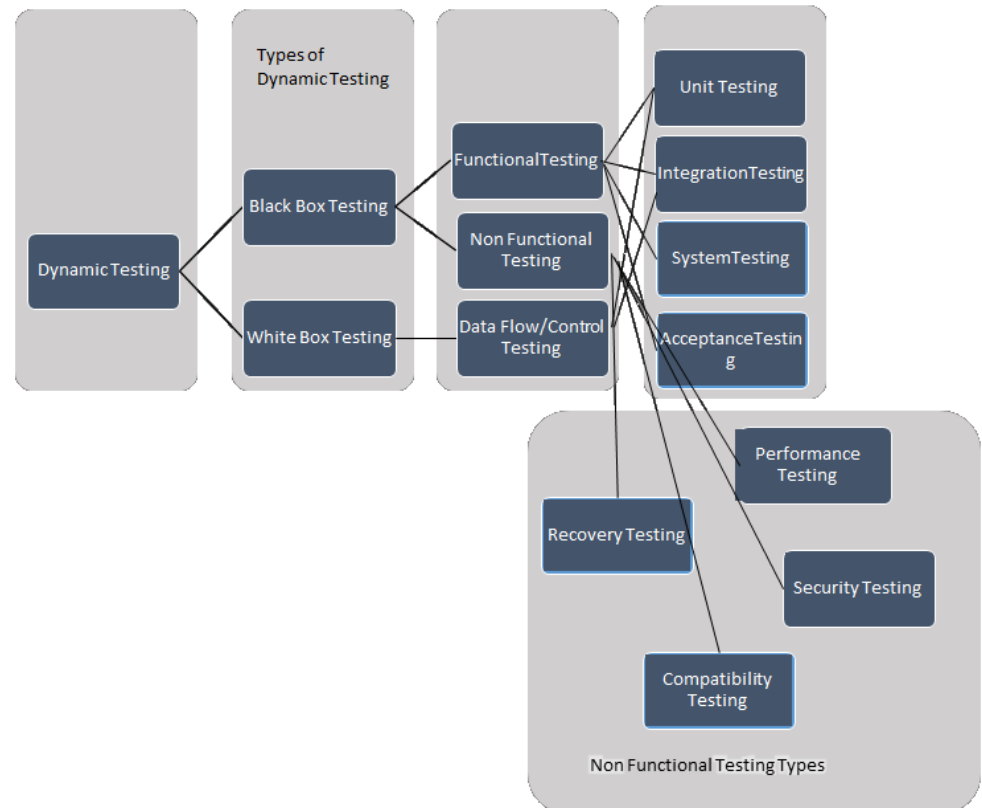 Types of
Dynamic Testing
Dynamic Testing
Black Box Testing
White Box Testing
FunctionalTesting
Non Functional
Testing
Data Flow/Control
Testing
Unit Testing
IntegrationTesting
SystemTesting
AcceptanceTestin
g
Performance
Testing
Recovery Testing
Security Testing
Compatibility
Testing
Non Functional Testing Types